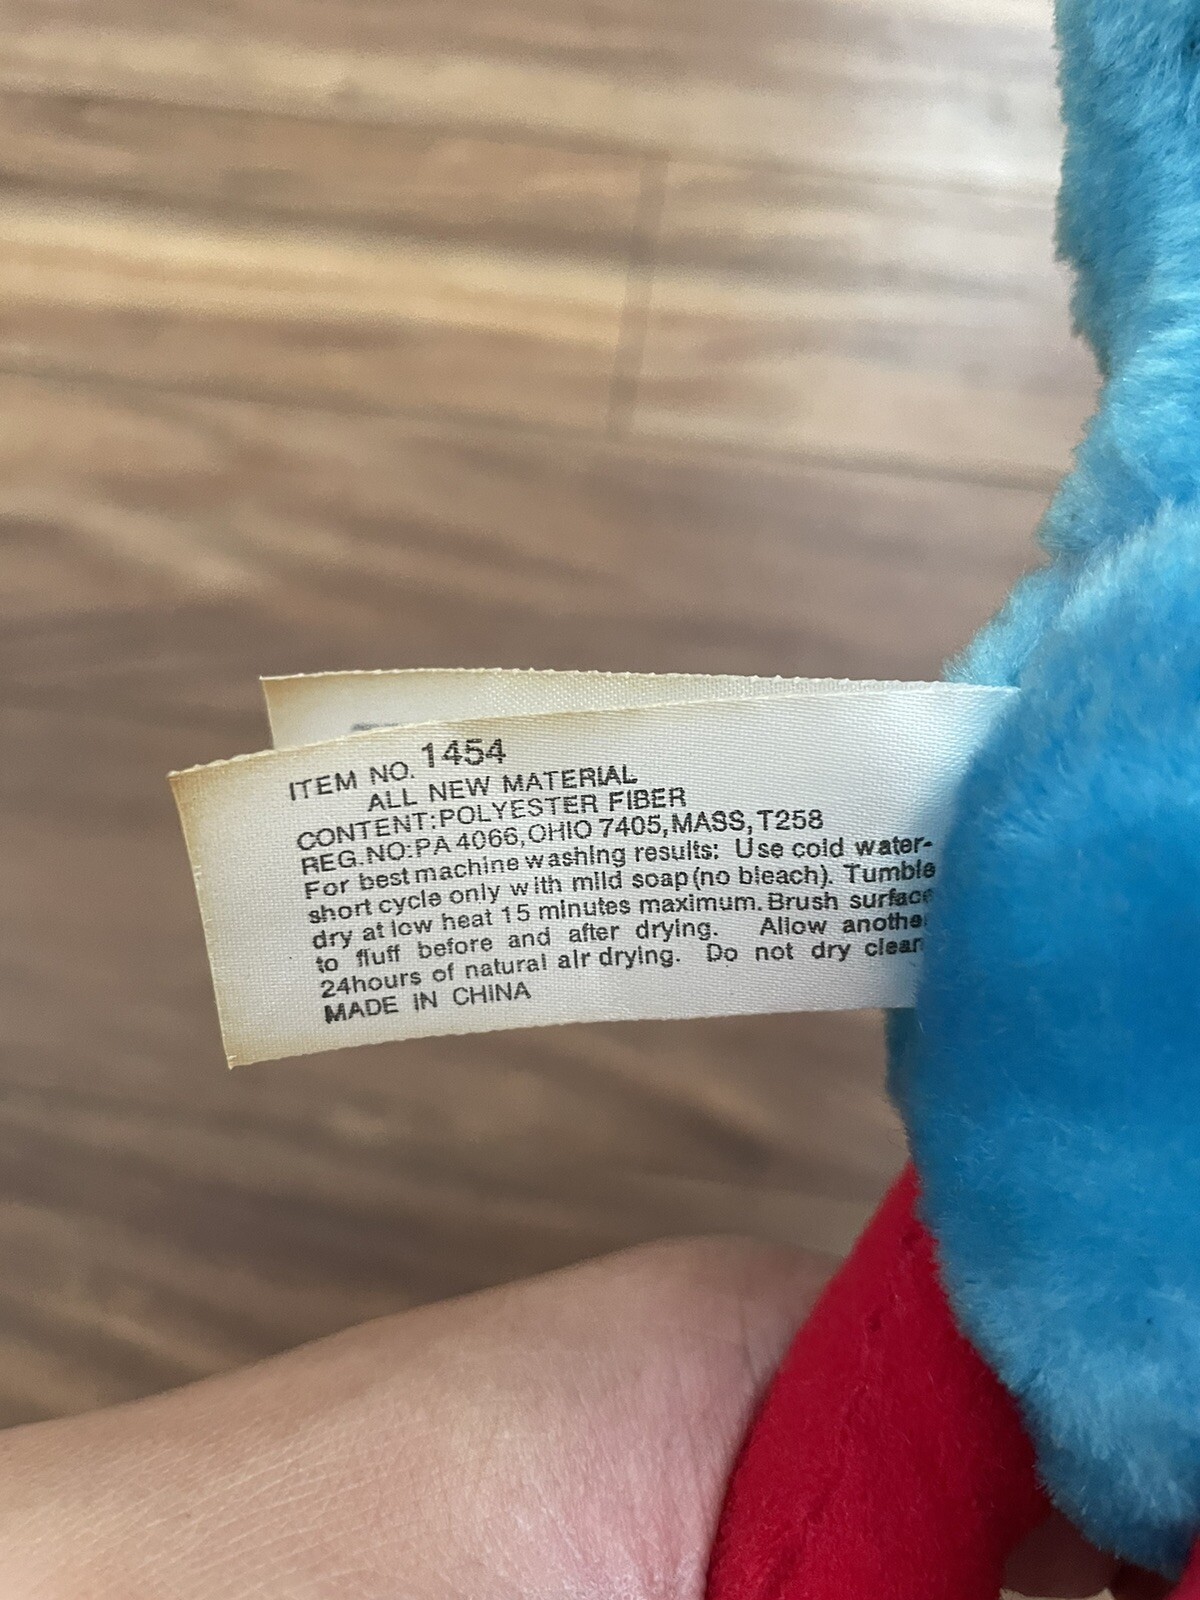 ITEM NO. 1454
ALL NEW MATERIAL
CONTENT:POLYESTER FIBER
REG.NO:PA 4066,OHIO 7405,MASS,T258
For best machine washing results: Use cold water-
short cycle only with mild soap(no bleach). Tumble
dry at low heat 15 minutes maximum. Brush surface
to fluff before and after drying. Allow another
24hours of natural air drying. Do not dry clean
MADE IN CHINA